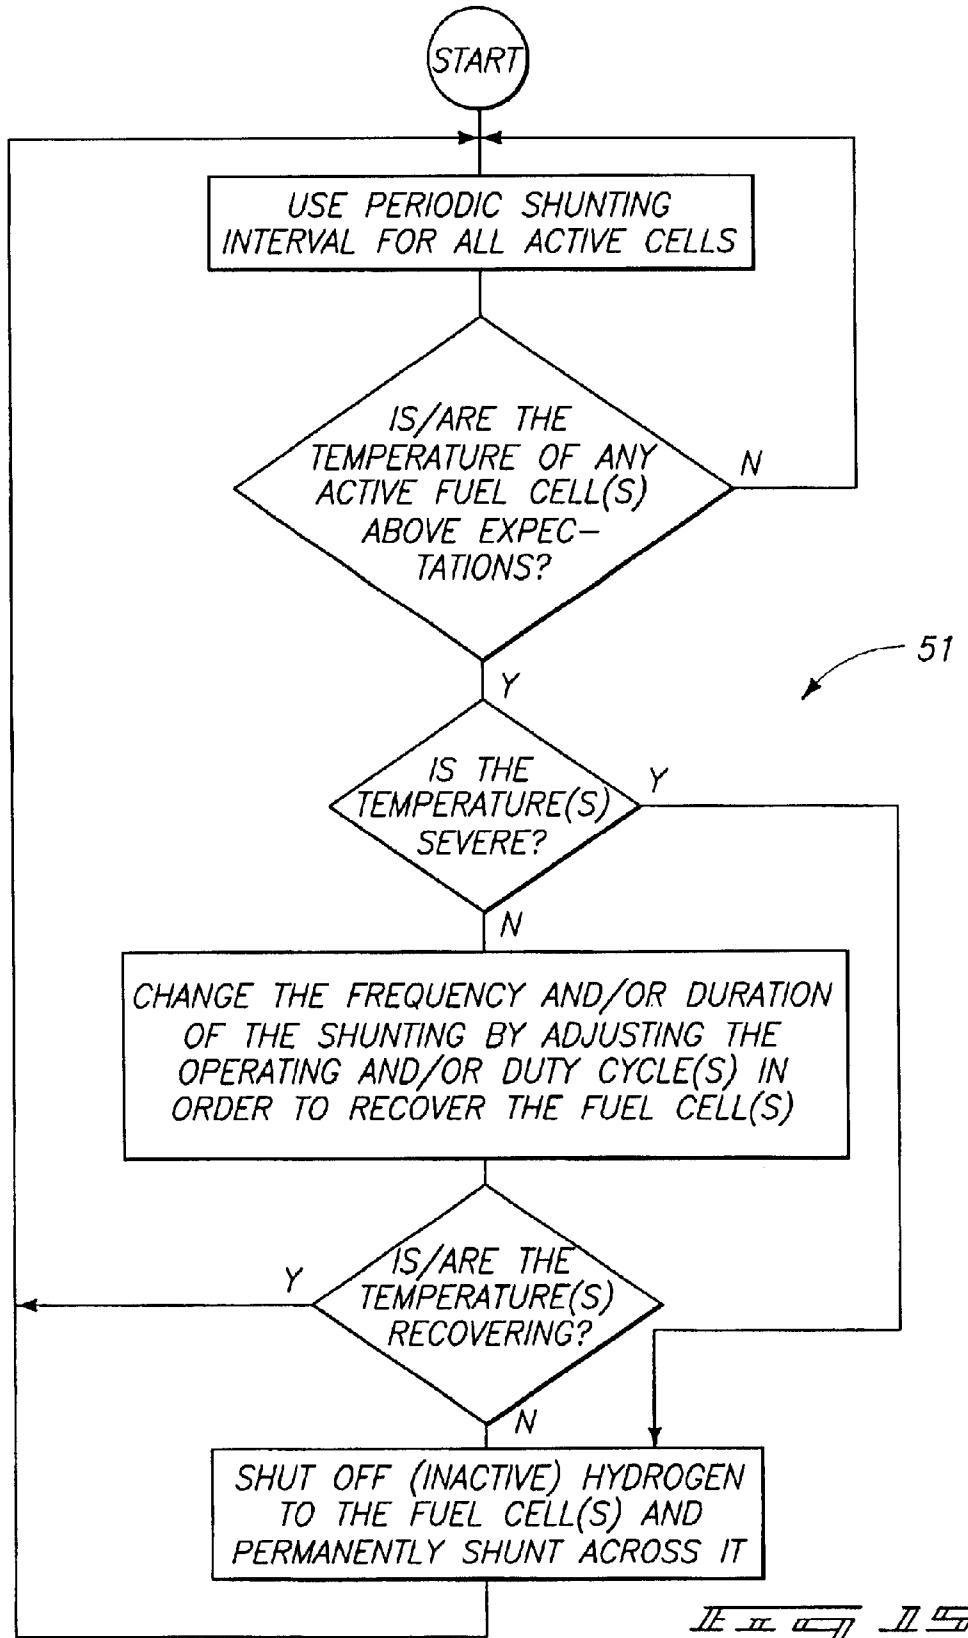 START
USE PERIODIC SHUNTING
INTERVAL FOR ALL ACTIVE CELLS
IS/ARE THE
TEMPERATURE OF ANY
ACTIVE FUEL CELL(S)
ABOVE EXPEC-
TATIONS?
N
51
Y
IS THE
TEMPERATURE(S)
SEVERE?
Y
N
CHANGE THE FREQUENCY AND/OR DURATION
OF THE SHUNTING BY ADJUSTING THE
OPERATING AND/OR DUTY CYCLE(S) IN
ORDER TO RECOVER THE FUEL CELL(S)
IS/ARE THE
TEMPERATURE(S)
RECOVERING?
Y
N
SHUT OFF (INACTIVE) HYDROGEN
TO THE FUEL CELL(S) AND
PERMANENTLY SHUNT ACROSS IT
Fig 15